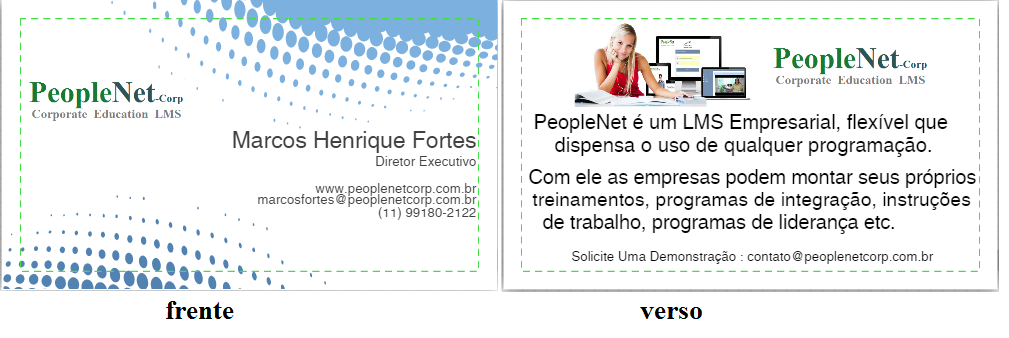 PeopleNet-Corp
Corporate Education LMS
Marcos Henrique Fortes
Diretor Executivo
www.peoplenetcorp.com.br
marcosfortes@peoplenetcorp.com.br
(11) 99180-2122
frente
PeopleNet-Corp
Corporate Education LMS
PeopleNet é um LMS Empresarial, flexível que
dispensa o uso de qualquer programação.
Com ele as empresas podem montar seus próprios
treinamentos, programas de integração, instruções
de trabalho, programas de liderança etc.
Solicite Uma Demonstração : contato@peoplenetcorp.com.br
verso